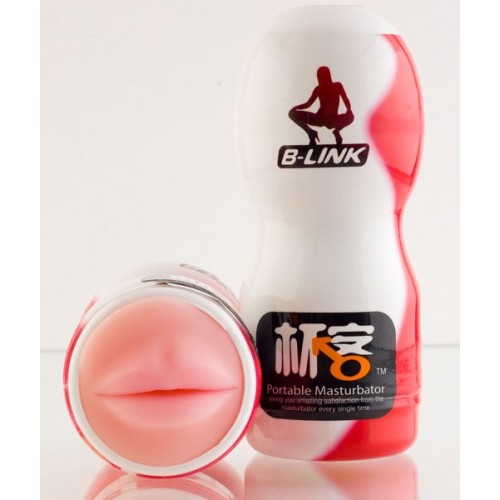 B-LINK
杯客
TM
Portable Masturbator
giving you amazing satisfaction from the
masturbator every single time.